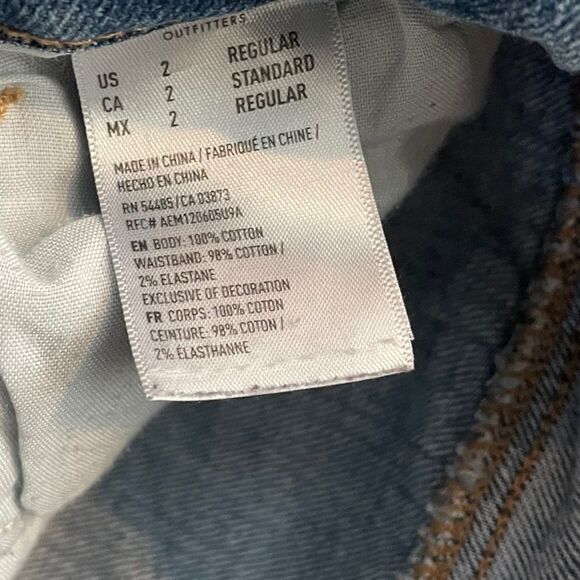 OUTFITTERS
US 2 REGULAR
CA 2 STANDARD
MX 2 REGULAR
MADE IN CHINA / FABRIQUÉ EN CHINE /
HECHO EN CHINA
RN 54485 / CA 03873
RFC# AEM120605U9A
EN BODY: 100% COTTON
WAISTBAND: 98% COTTON /
2% ELASTANE
EXCLUSIVE OF DECORATION
FR CORPS: 100% COTON
CEINTURE: 98% COTON /
2% ÉLASTHANNE